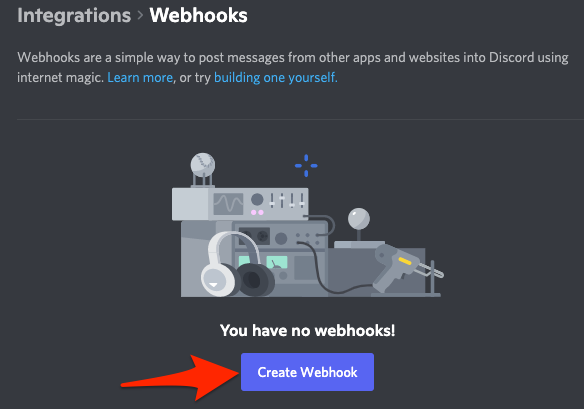 Integrations > Webhooks
Webhooks are a simple way to post messages from other apps and websites into Discord using
internet magic. Learn more, or try building one yourself.
You have no webhooks!
Create Webhook